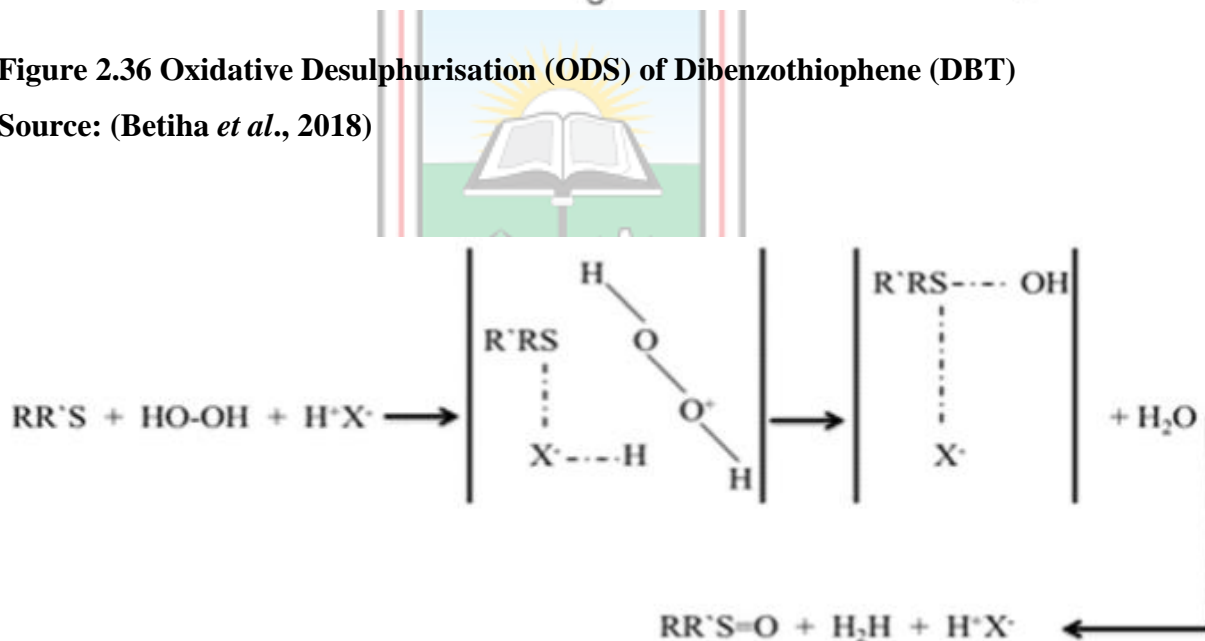 Figure 2.36 Oxidative Desulphurisation (ODS) of Dibenzothiophene (DBT)
Source: (Betiha et al., 2018)
H
R`RS O
R`RS OH
RR`S + HO-OH + H⁺X⁻ O⁺ + H₂O
X⁻ H X⁻
H
RR`S=O + H₂H + H⁺X⁻